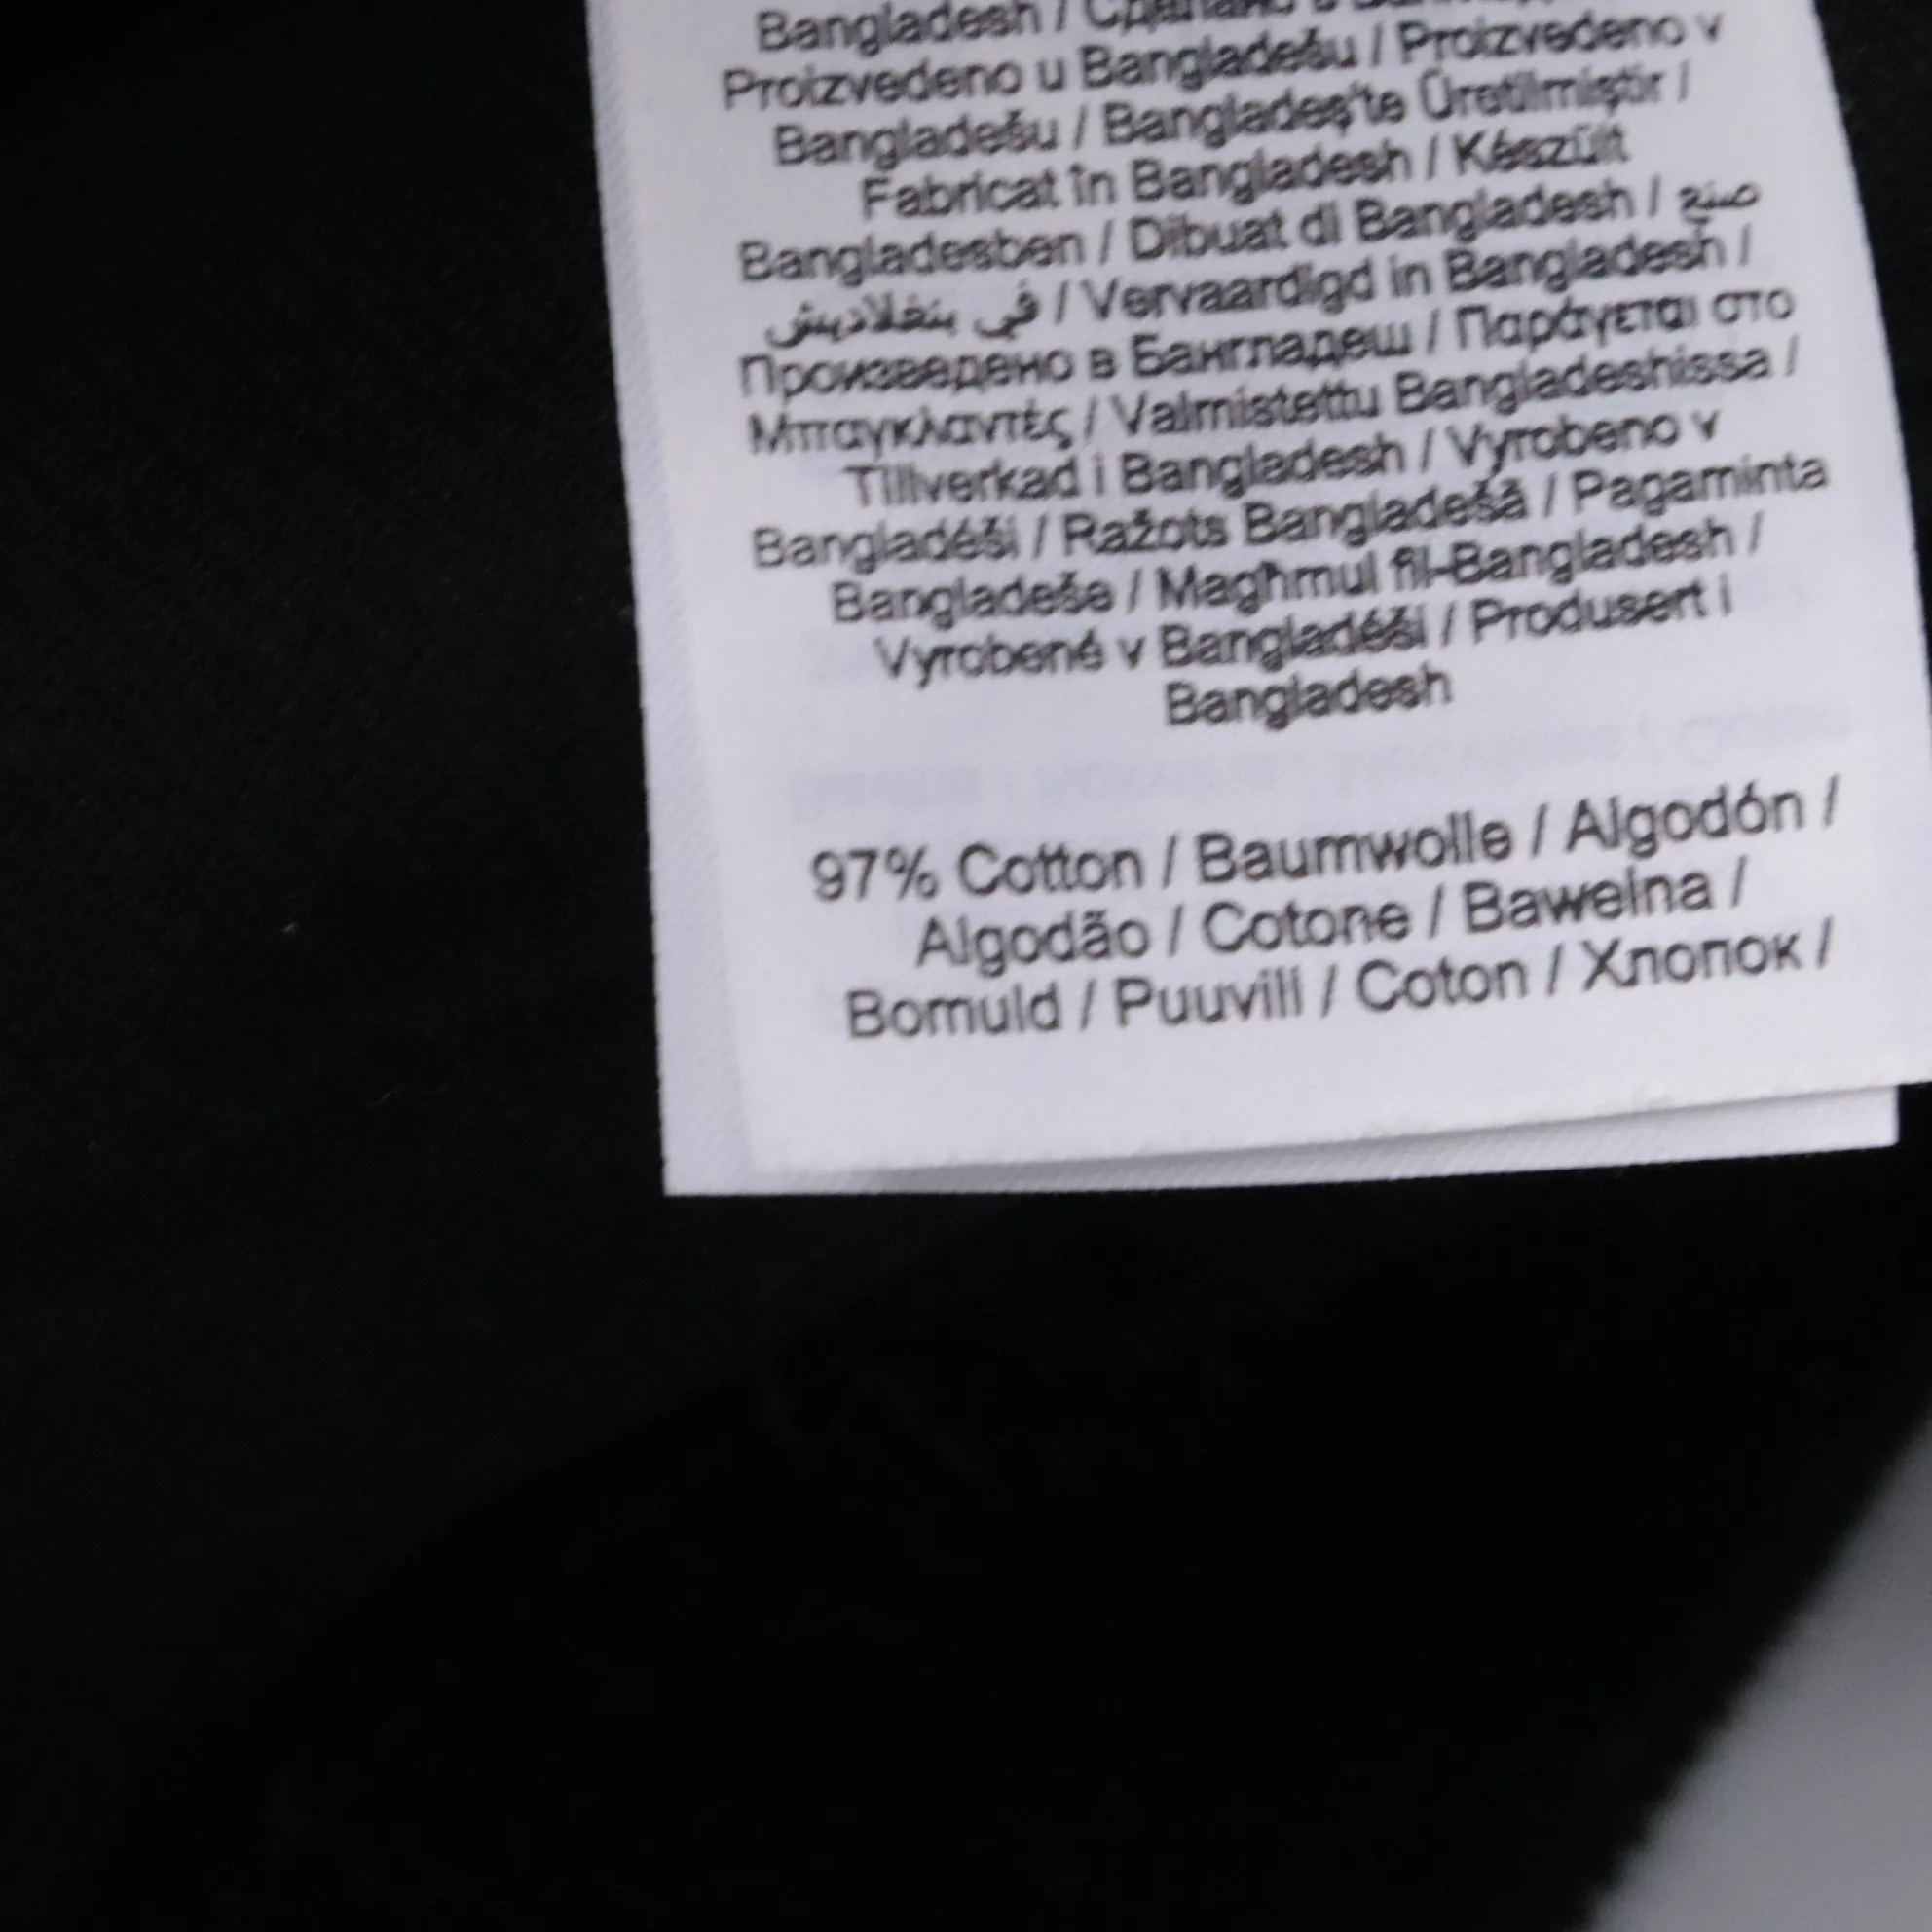 Bangladesh / Сделано в
Proizvedeno u Bangladešu / Proizvedeno v
Bangladešu / Bangladeş'te Üretilmiştir /
Fabricat în Bangladesh / Készült
Bangladesben / Dibuat di Bangladesh / صنع
في بنغلاديش / Vervaardigd in Bangladesh /
Произведено в Бангладеш / Παράγεται στο
Μπαγκλαντές / Valmistettu Bangladeshissa /
Tillverkad i Bangladesh / Vyrobeno v
Bangladéši / Ražots Bangladešā / Pagaminta
Bangladeše / Magħmul fil-Bangladesh /
Vyrobené v Bangladéši / Produsert i
Bangladesh
97% Cotton / Baumwolle / Algodón /
Algodão / Cotone / Bawełna /
Bomuld / Puuvilli / Coton / Хлопок /